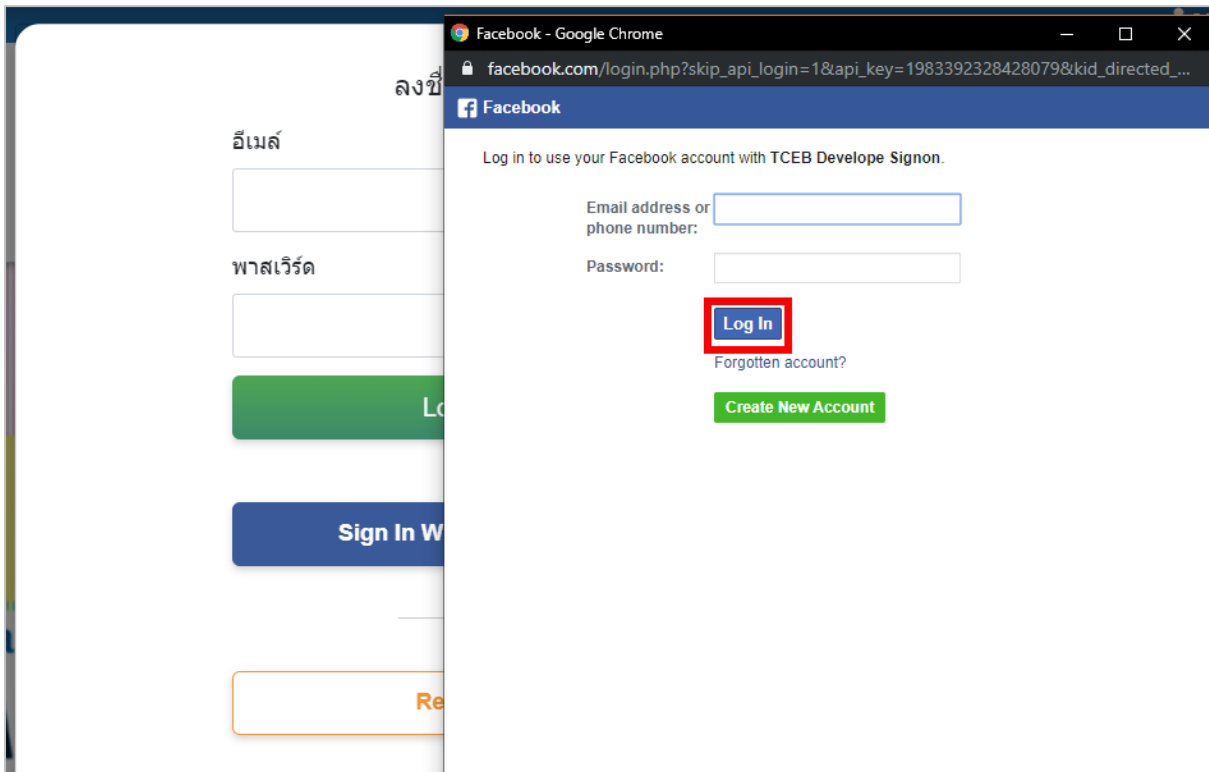 ลงชื่
อีเมล์
พาสเวิร์ด
Lo
Sign In W
Re
Facebook - Google Chrome
facebook.com/login.php?skip_api_login=1&api_key=1983392328428079&kid_directed_...
Facebook
Log in to use your Facebook account with TCEB Develope Signon.
Email address or
phone number:
Password:
Log In
Forgotten account?
Create New Account